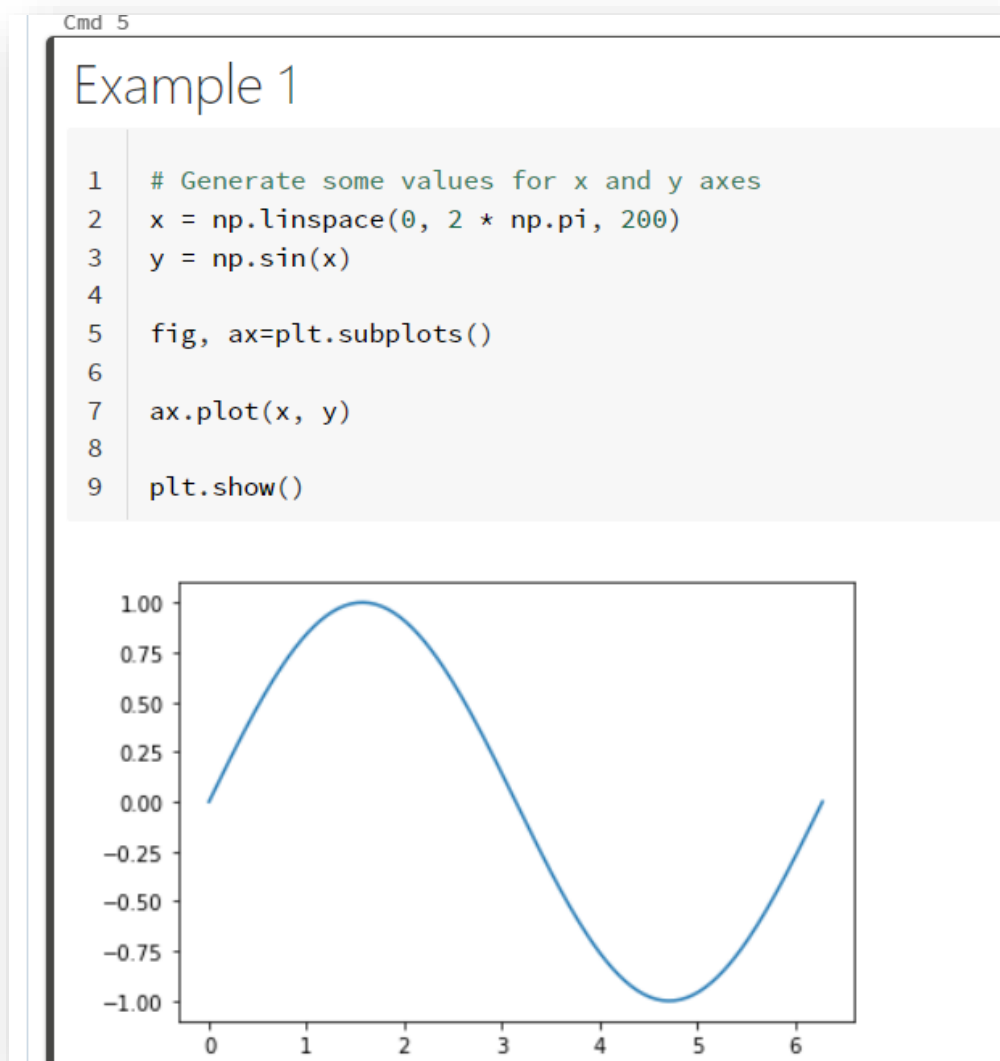 Cmd 5
Example 1
1 # Generate some values for x and y axes
2 x = np.linspace(0, 2 * np.pi, 200)
3 y = np.sin(x)
4
5 fig, ax=plt.subplots()
6
7 ax.plot(x, y)
8
9 plt.show()
1.00
0.75
0.50
0.25
0.00
−0.25
−0.50
−0.75
−1.00
0 1 2 3 4 5 6